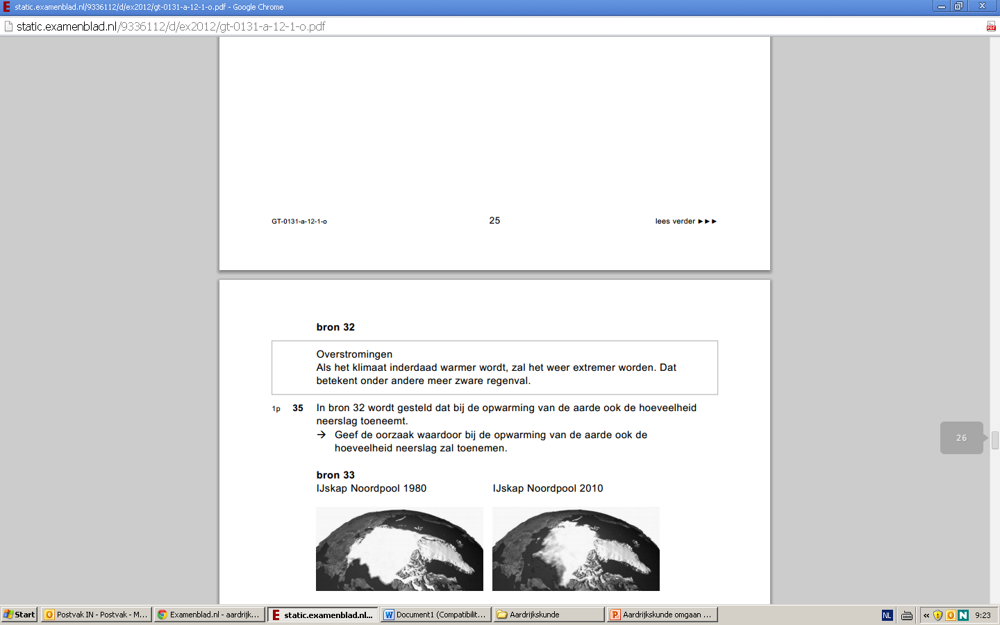 static.examenblad.nl/9336112/d/ex2012/gt-0131-a-12-1-o.pdf - Google Chrome
static.examenblad.nl/9336112/d/ex2012/gt-0131-a-12-1-o.pdf
GT-0131-a-12-1-o
25
lees verder ►►►
bron 32
Overstromingen
Als het klimaat inderdaad warmer wordt, zal het weer extremer worden. Dat
betekent onder andere meer zware regenval.
1p 35 In bron 32 wordt gesteld dat bij de opwarming van de aarde ook de hoeveelheid
neerslag toeneemt.
→ Geef de oorzaak waardoor bij de opwarming van de aarde ook de
hoeveelheid neerslag zal toenemen.
26
bron 33
IJskap Noordpool 1980
IJskap Noordpool 2010
Start
Postvak IN - Postvak - M...
Examenblad.nl - aardrijk...
static.examenblad.nl...
Document1 (Compatibilit...
Aardrijkskunde
Aardrijkskunde omgaan ...
NL
9:23